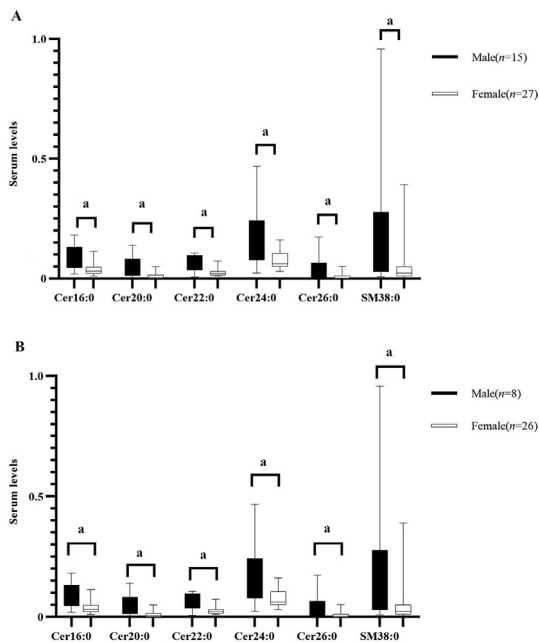 A
1.0
0.5
0
Serum levels
a
a
a
a
a
a
Male(n=15)
Female(n=27)
Cer16:0 Cer20:0 Cer22:0 Cer24:0 Cer26:0 SM38:0
B
1.0
0.5
0
Serum levels
a
a
a
a
a
a
Male(n=8)
Female(n=26)
Cer16:0 Cer20:0 Cer22:0 Cer24:0 Cer26:0 SM38:0